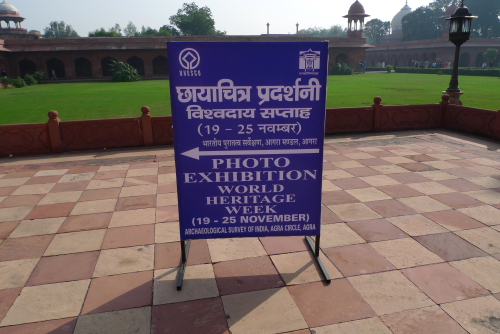 UNESCO
छायाचित्र प्रदर्शनी
विश्वदाय सप्ताह
(19 - 25 नवम्बर)
भारतीय पुरातत्व सर्वेक्षण, आगरा मण्डल, आगरा
PHOTO
EXHIBITION
WORLD
HERITAGE
WEEK
(19 - 25 NOVEMBER)
ARCHAEOLOGICAL SURVEY OF INDIA, AGRA CIRCLE, AGRA